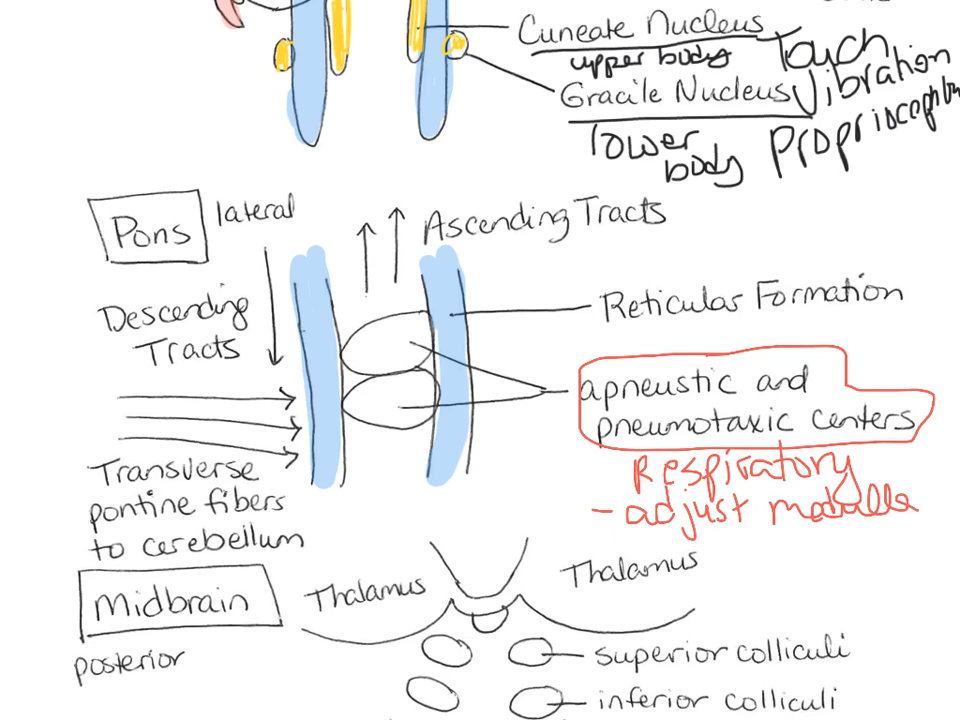 Cuneate Nucleus
upper body
Touch
vibration
Gracile Nucleus
proprioception
lower
body
Pons
lateral
Ascending Tracts
Descending
Tracts
Reticular Formation
apneustic and
pneumotaxic centers
Respiratory
- adjust medulla
Transverse
pontine fibers
to cerebellum
Midbrain
posterior
Thalamus
Thalamus
superior colliculi
inferior colliculi